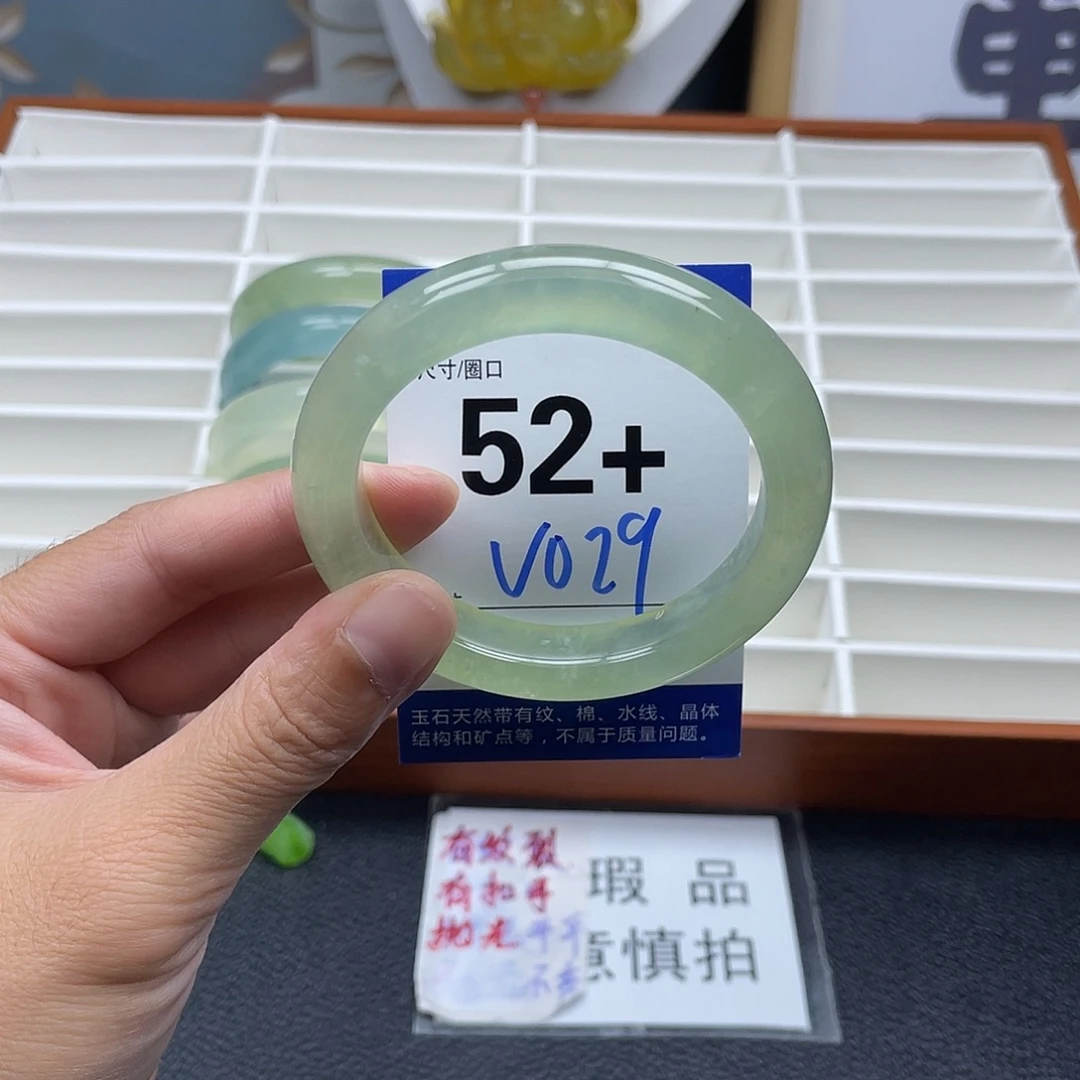 尺寸/圈口
52+
V029
玉石天然带有纹、棉、水线、晶体
结构和矿点等，不属于质量问题。
有纹裂
有扣手
抛光
瑕 品
意慎拍